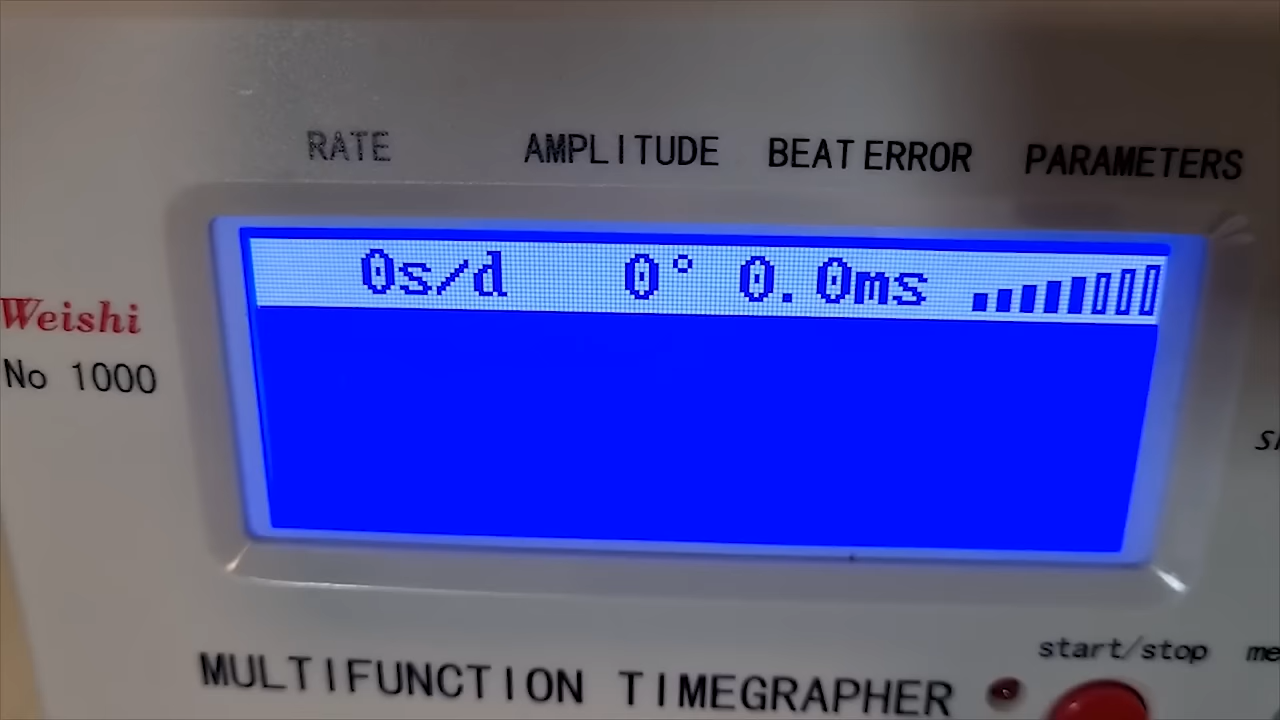 RATE AMPLITUDE BEAT ERROR PARAMETERS
0s/d 0° 0.0ms
Weishi
No 1000
start/stop
MULTIFUNCTION TIMEGRAPHER